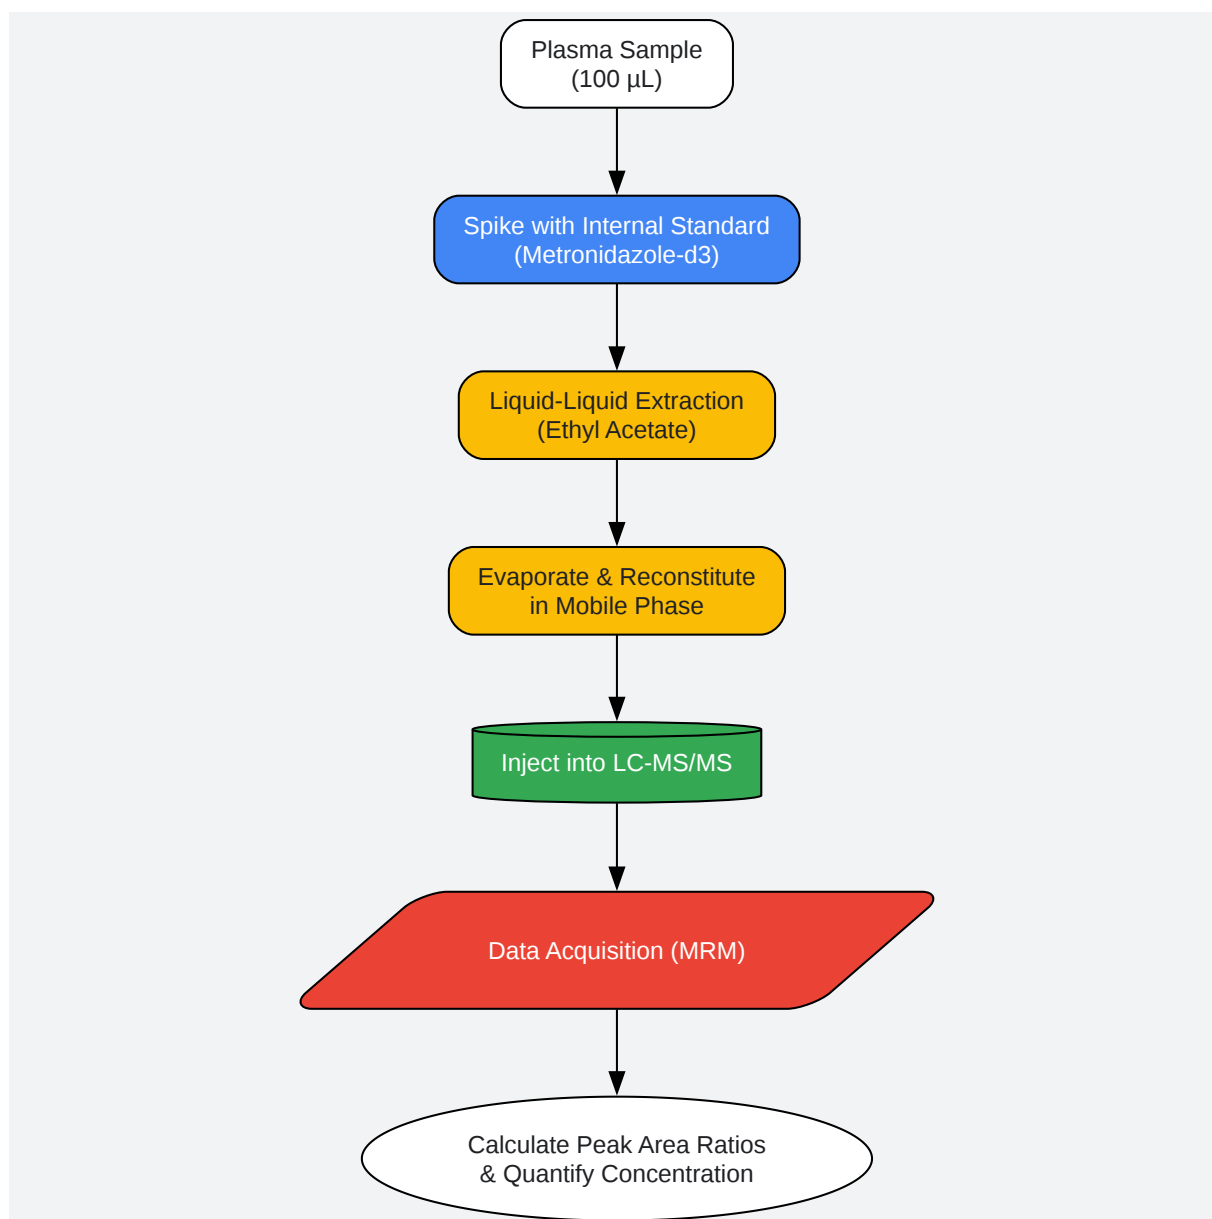 Plasma Sample
(100 µL)
Spike with Internal Standard
(Metronidazole-d3)
Liquid-Liquid Extraction
(Ethyl Acetate)
Evaporate & Reconstitute
in Mobile Phase
Inject into LC-MS/MS
Data Acquisition (MRM)
Calculate Peak Area Ratios
& Quantify Concentration